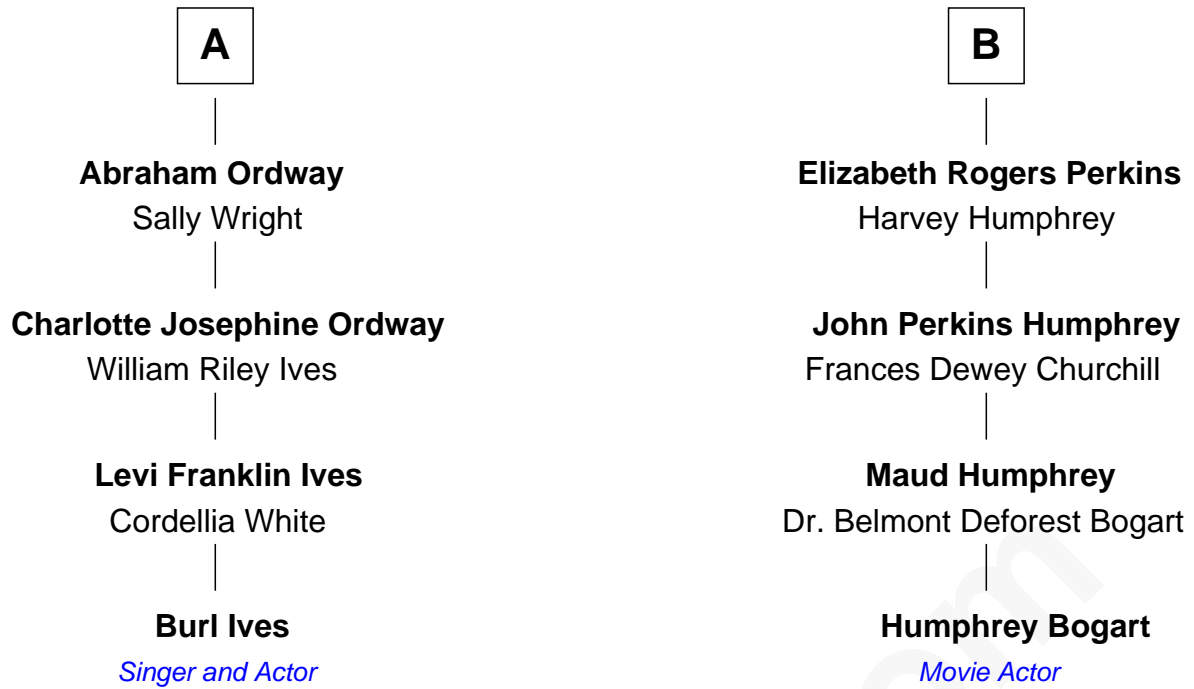 A
Abraham Ordway
Sally Wright
Charlotte Josephine Ordway
William Riley Ives
Levi Franklin Ives
Cordellia White
Burl Ives
Singer and Actor
B
Elizabeth Rogers Perkins
Harvey Humphrey
John Perkins Humphrey
Frances Dewey Churchill
Maud Humphrey
Dr. Belmont Deforest Bogart
Humphrey Bogart
Movie Actor